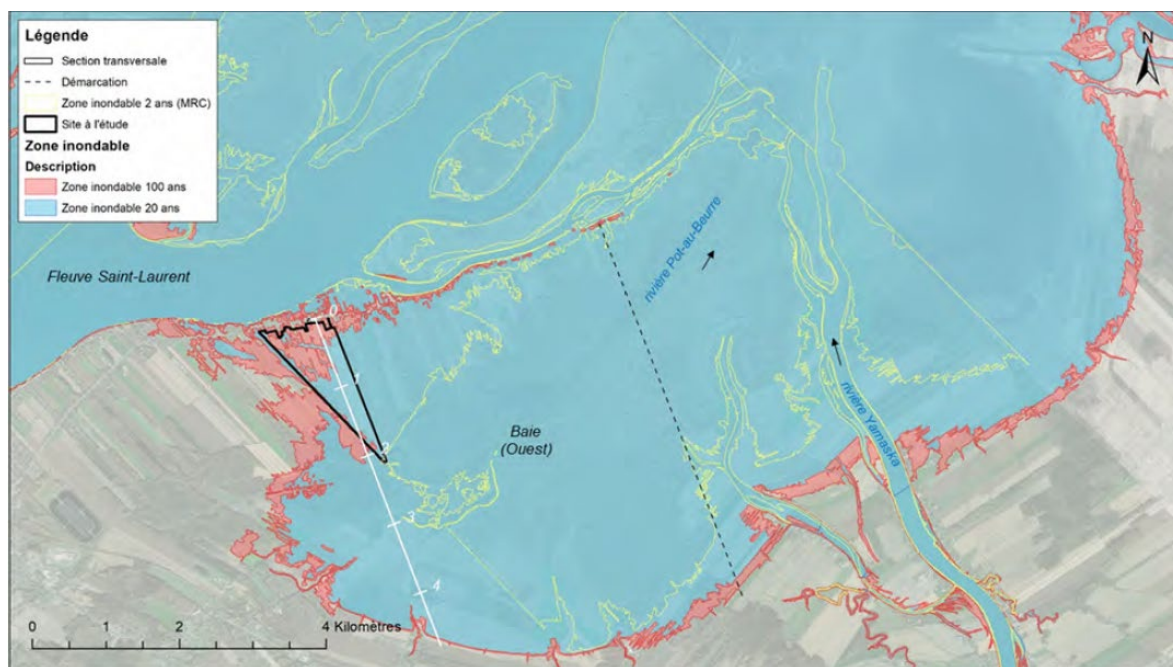 Légende
Section transversale
Démarcation
Zone inondable 2 ans (MRC)
Site à l'étude
Zone inondable
Description
Zone inondable 100 ans
Zone inondable 20 ans
N
rivière Pot-au-Beurre
Fleuve Saint-Laurent
0
1
rivière Yamaska
Baie
(Ouest)
2
3
4
0 1 2 4 Kilomètres